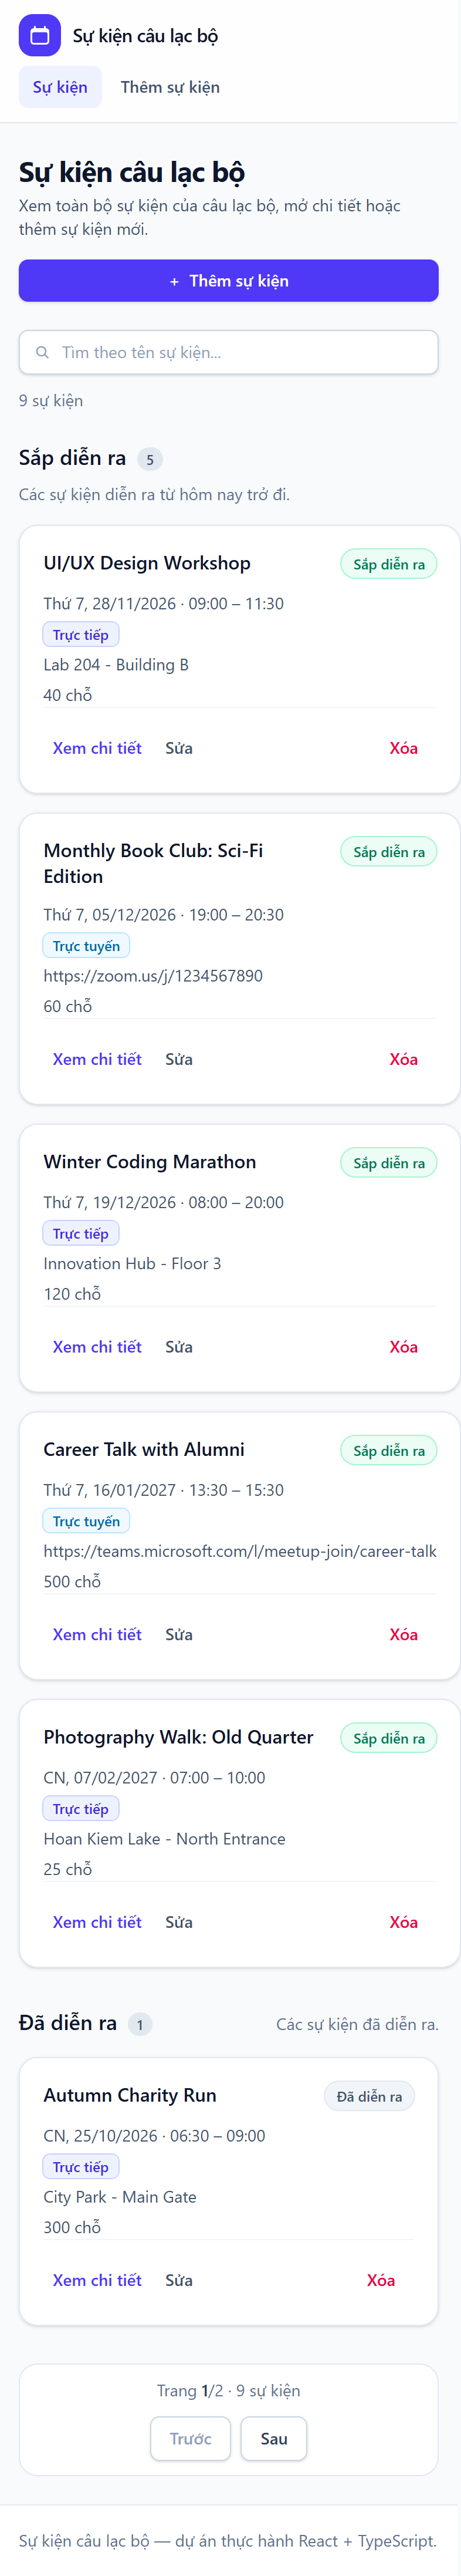 Sự kiện câu lạc bộ
Sự kiện Thêm sự kiện
Sự kiện câu lạc bộ
Xem toàn bộ sự kiện của câu lạc bộ, mở chi tiết hoặc
thêm sự kiện mới.
+ Thêm sự kiện
Tìm theo tên sự kiện...
9 sự kiện
Sắp diễn ra 5
Các sự kiện diễn ra từ hôm nay trở đi.
UI/UX Design Workshop Sắp diễn ra
Thứ 7, 28/11/2026 · 09:00 – 11:30
Trực tiếp
Lab 204 - Building B
40 chỗ
Xem chi tiết Sửa Xóa
Monthly Book Club: Sci-Fi
Edition Sắp diễn ra
Thứ 7, 05/12/2026 · 19:00 – 20:30
Trực tuyến
https://zoom.us/j/1234567890
60 chỗ
Xem chi tiết Sửa Xóa
Winter Coding Marathon Sắp diễn ra
Thứ 7, 19/12/2026 · 08:00 – 20:00
Trực tiếp
Innovation Hub - Floor 3
120 chỗ
Xem chi tiết Sửa Xóa
Career Talk with Alumni Sắp diễn ra
Thứ 7, 16/01/2027 · 13:30 – 15:30
Trực tuyến
https://teams.microsoft.com/l/meetup-join/career-talk
500 chỗ
Xem chi tiết Sửa Xóa
Photography Walk: Old Quarter Sắp diễn ra
CN, 07/02/2027 · 07:00 – 10:00
Trực tiếp
Hoan Kiem Lake - North Entrance
25 chỗ
Xem chi tiết Sửa Xóa
Đã diễn ra 1 Các sự kiện đã diễn ra.
Autumn Charity Run Đã diễn ra
CN, 25/10/2026 · 06:30 – 09:00
Trực tiếp
City Park - Main Gate
300 chỗ
Xem chi tiết Sửa Xóa
Trang 1/2 · 9 sự kiện
Trước Sau
Sự kiện câu lạc bộ — dự án thực hành React + TypeScript.